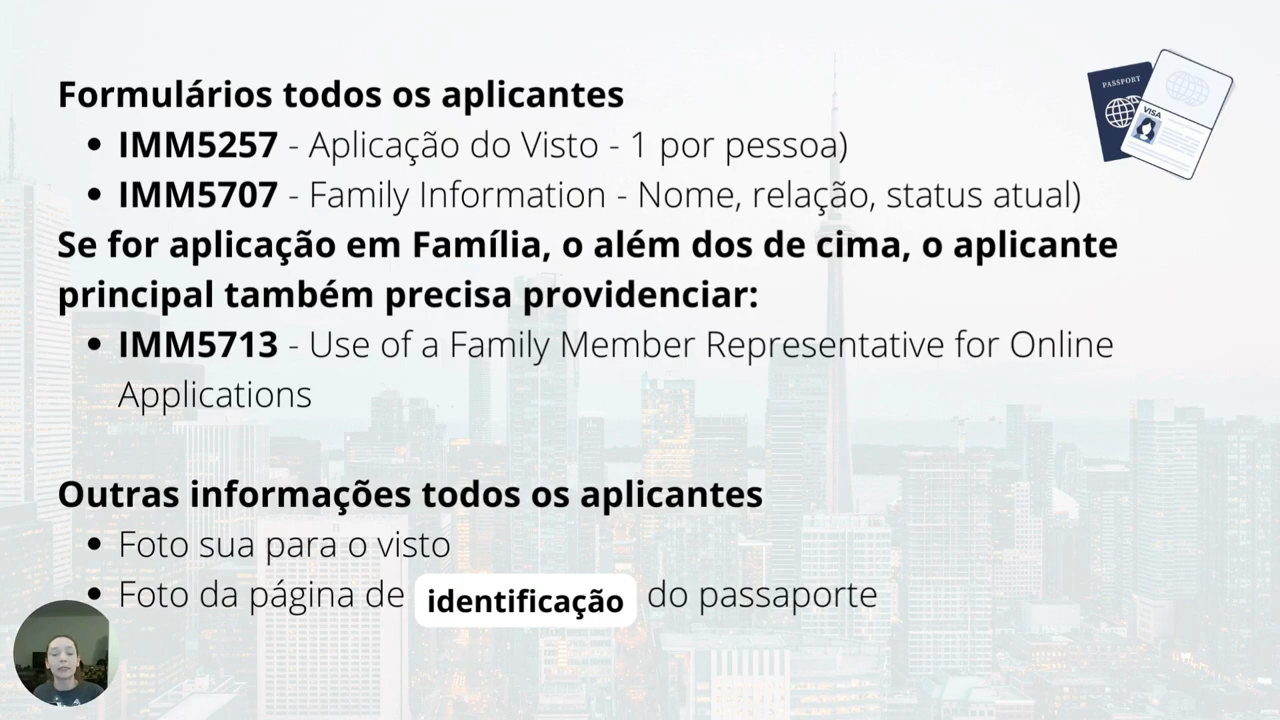 Formulários todos os aplicantes
PASSPORT
VISA
• IMM5257 - Aplicação do Visto - 1 por pessoa)
• IMM5707 - Family Information - Nome, relação, status atual)
Se for aplicação em Família, o além dos de cima, o aplicante
principal também precisa providenciar:
• IMM5713 - Use of a Family Member Representative for Online
Applications
Outras informações todos os aplicantes
• Foto sua para o visto
• Foto da página de identificação do passaporte